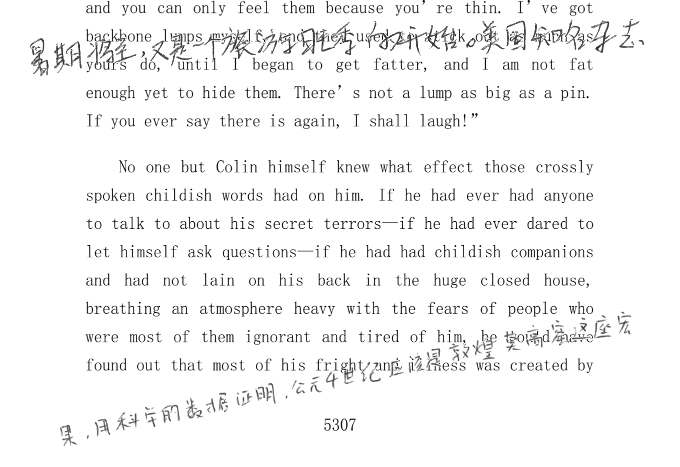 and you can only feel them because you’re thin. I’ve got
backbone lumps myself, and they used to stick out as much as
暑期将至，又是一个旅访学旺季的开始。美国知名杂志
yours do, until I began to get fatter, and I am not fat
enough yet to hide them. There’s not a lump as big as a pin.
If you ever say there is again, I shall laugh!”
No one but Colin himself knew what effect those crossly
spoken childish words had on him. If he had ever had anyone
to talk to about his secret terrors—if he had ever dared to
let himself ask questions—if he had had childish companions
and had not lain on his back in the huge closed house,
breathing an atmosphere heavy with the fears of people who
were most of them ignorant and tired of him, he would have
found out that most of his fright and illness was created by
果，用科学的数据证明，公元4世纪应该是敦煌莫高窟这座宏
5307